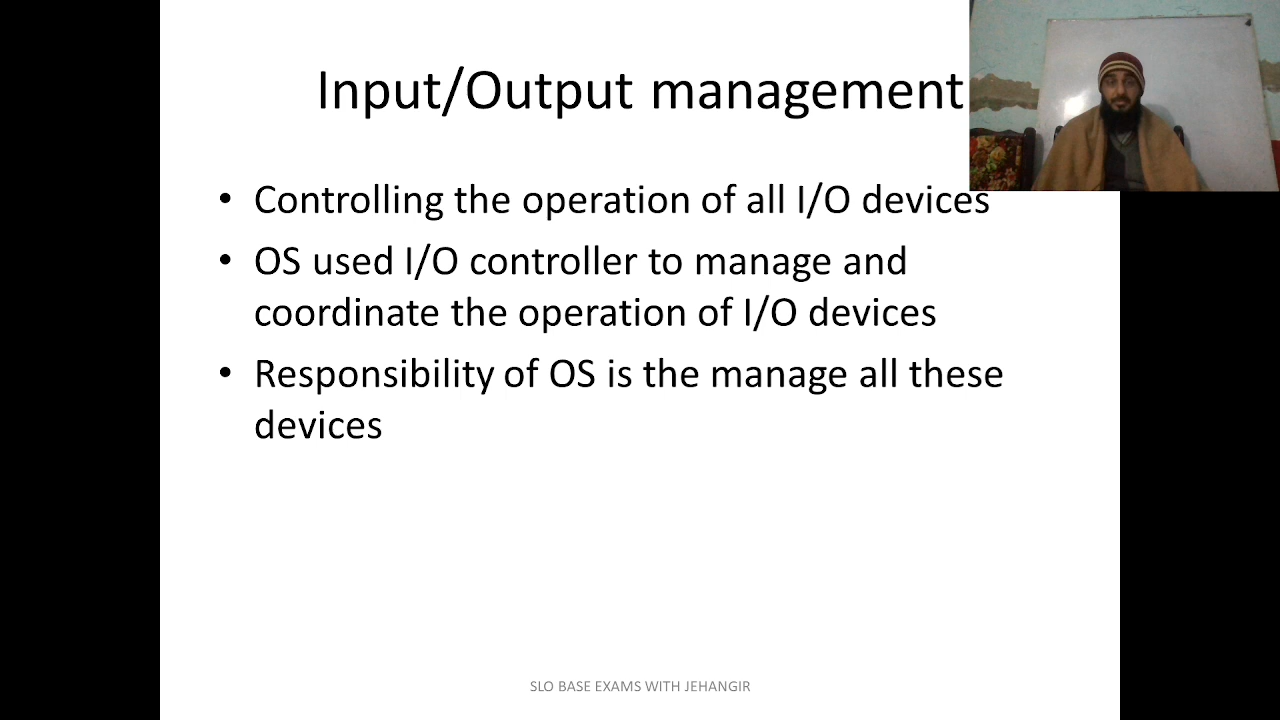 Input/Output management
• Controlling the operation of all I/O devices
• OS used I/O controller to manage and
coordinate the operation of I/O devices
• Responsibility of OS is the manage all these
devices
SLO BASE EXAMS WITH JEHANGIR